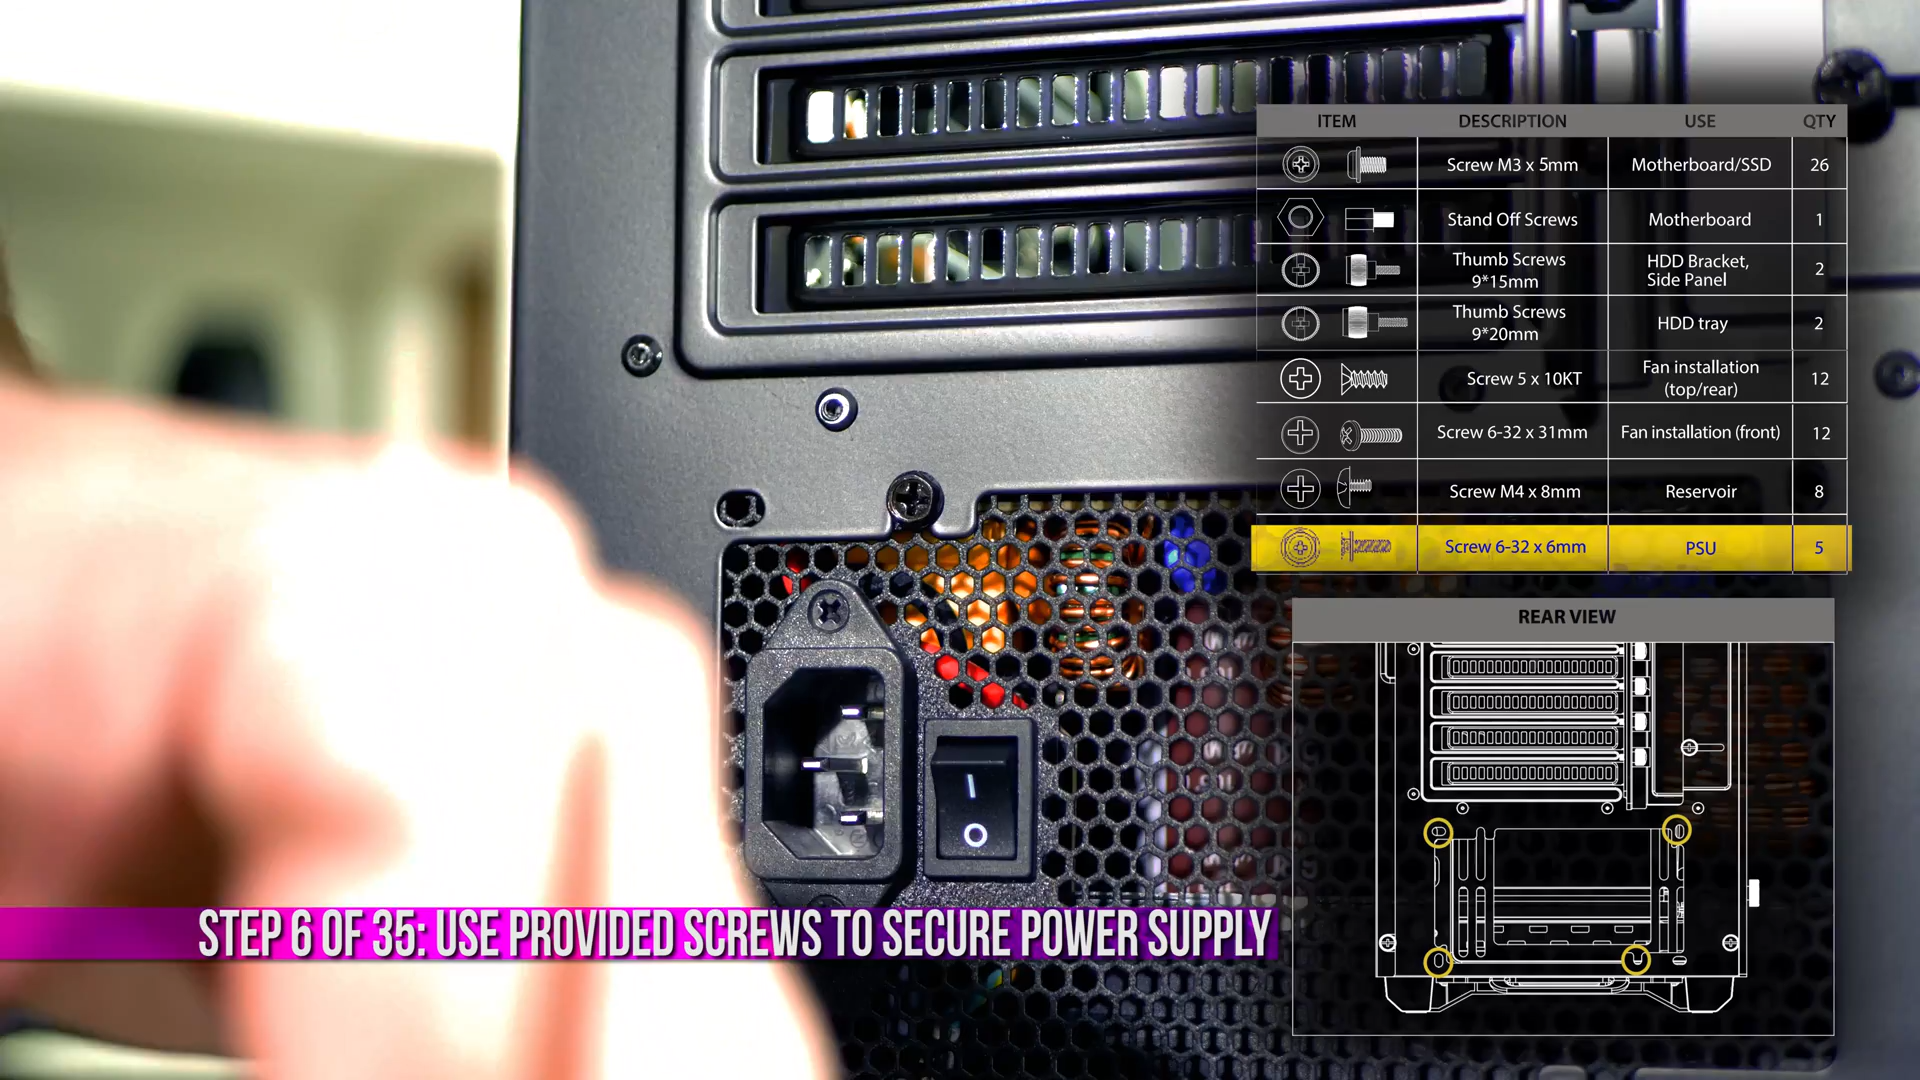 ITEM DESCRIPTION USE QTY
Screw M3 x 5mm Motherboard/SSD 26
Stand Off Screws Motherboard 1
Thumb Screws 9*15mm HDD Bracket, Side Panel 2
Thumb Screws 9*20mm HDD tray 2
Screw 5 x 10KT Fan installation (top/rear) 12
Screw 6-32 x 31mm Fan installation (front) 12
Screw M4 x 8mm Reservoir 8
Screw 6-32 x 6mm PSU 5
REAR VIEW
STEP 6 OF 35: USE PROVIDED SCREWS TO SECURE POWER SUPPLY